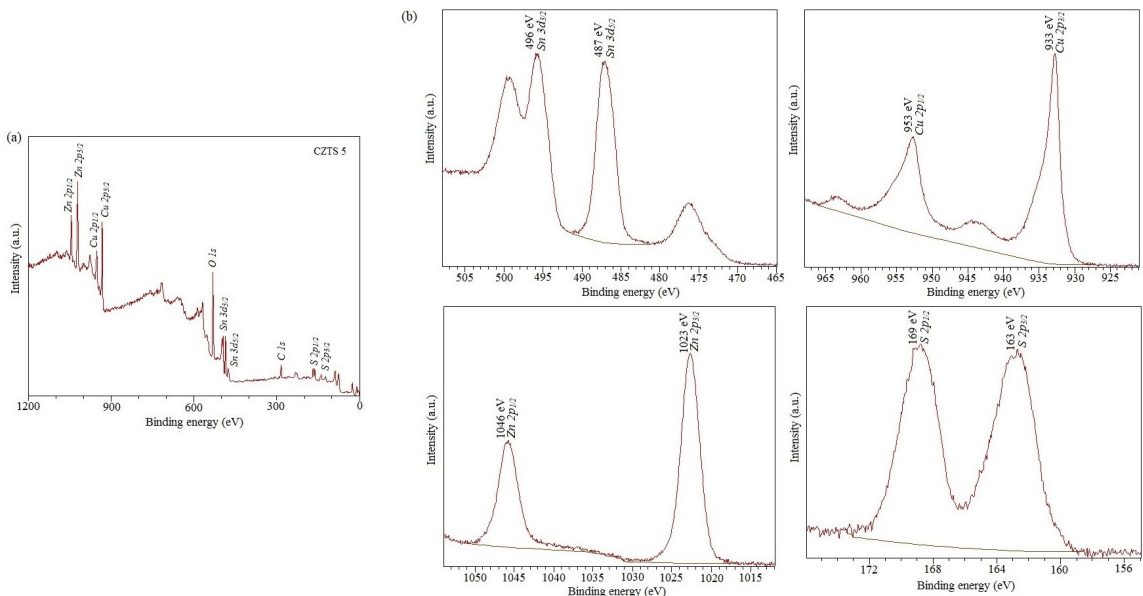 (a)
CZTS 5
Zn 2p1/2
Zn 2p3/2
Cu 2p1/2
Cu 2p3/2
O 1s
Sn 3d3/2
Sn 3d5/2
C 1s
S 2p1/2
S 2p3/2
Intensity (a.u.)
1200 900 600 300 0
Binding energy (eV)
(b)
496 eV
Sn 3d3/2
487 eV
Sn 3d5/2
Intensity (a.u.)
505 500 495 490 485 480 475 470 465
Binding energy (eV)
953 eV
Cu 2p1/2
933 eV
Cu 2p3/2
Intensity (a.u.)
965 960 955 950 945 940 935 930 925
Binding energy (eV)
1046 eV
Zn 2p1/2
1023 eV
Zn 2p3/2
Intensity (a.u.)
1050 1045 1040 1035 1030 1025 1020 1015
Binding energy (eV)
169 eV
S 2p1/2
163 eV
S 2p3/2
Intensity (a.u.)
172 168 164 160 156
Binding energy (eV)